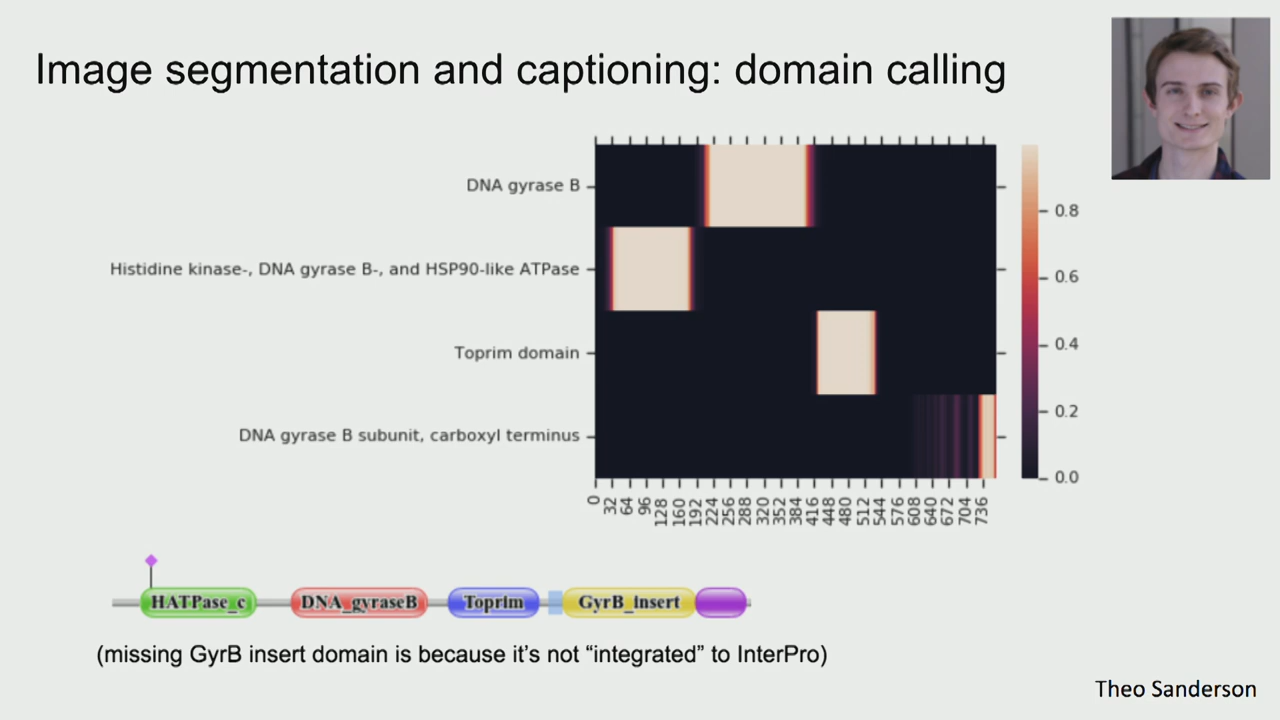 Image segmentation and captioning: domain calling
DNA gyrase B
Histidine kinase-, DNA gyrase B-, and HSP90-like ATPase
Toprim domain
DNA gyrase B subunit, carboxyl terminus
0.8
0.6
0.4
0.2
0.0
0 32 64 96 128 160 192 224 256 288 320 352 384 416 448 480 512 544 576 608 640 672 704 736
HATPase_c DNA_gyraseB Toprim GyrB_insert
(missing GyrB insert domain is because it’s not “integrated” to InterPro)
Theo Sanderson